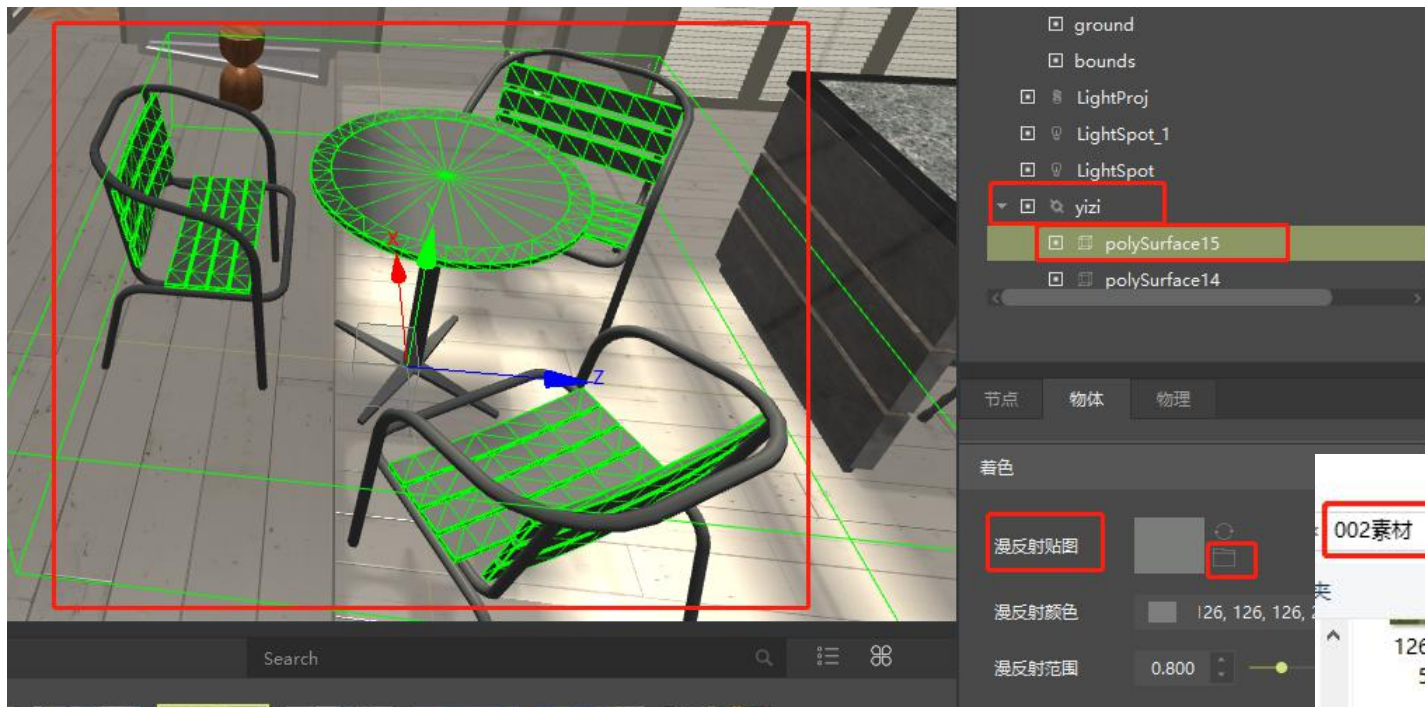 ground
bounds
LightProj
LightSpot_1
LightSpot
yizi
polySurface15
polySurface14
X
Y
Z
节点 物体 物理
着色
漫反射贴图
002素材
夹
漫反射颜色 126, 126, 126,
126
Search
漫反射范围 0.800